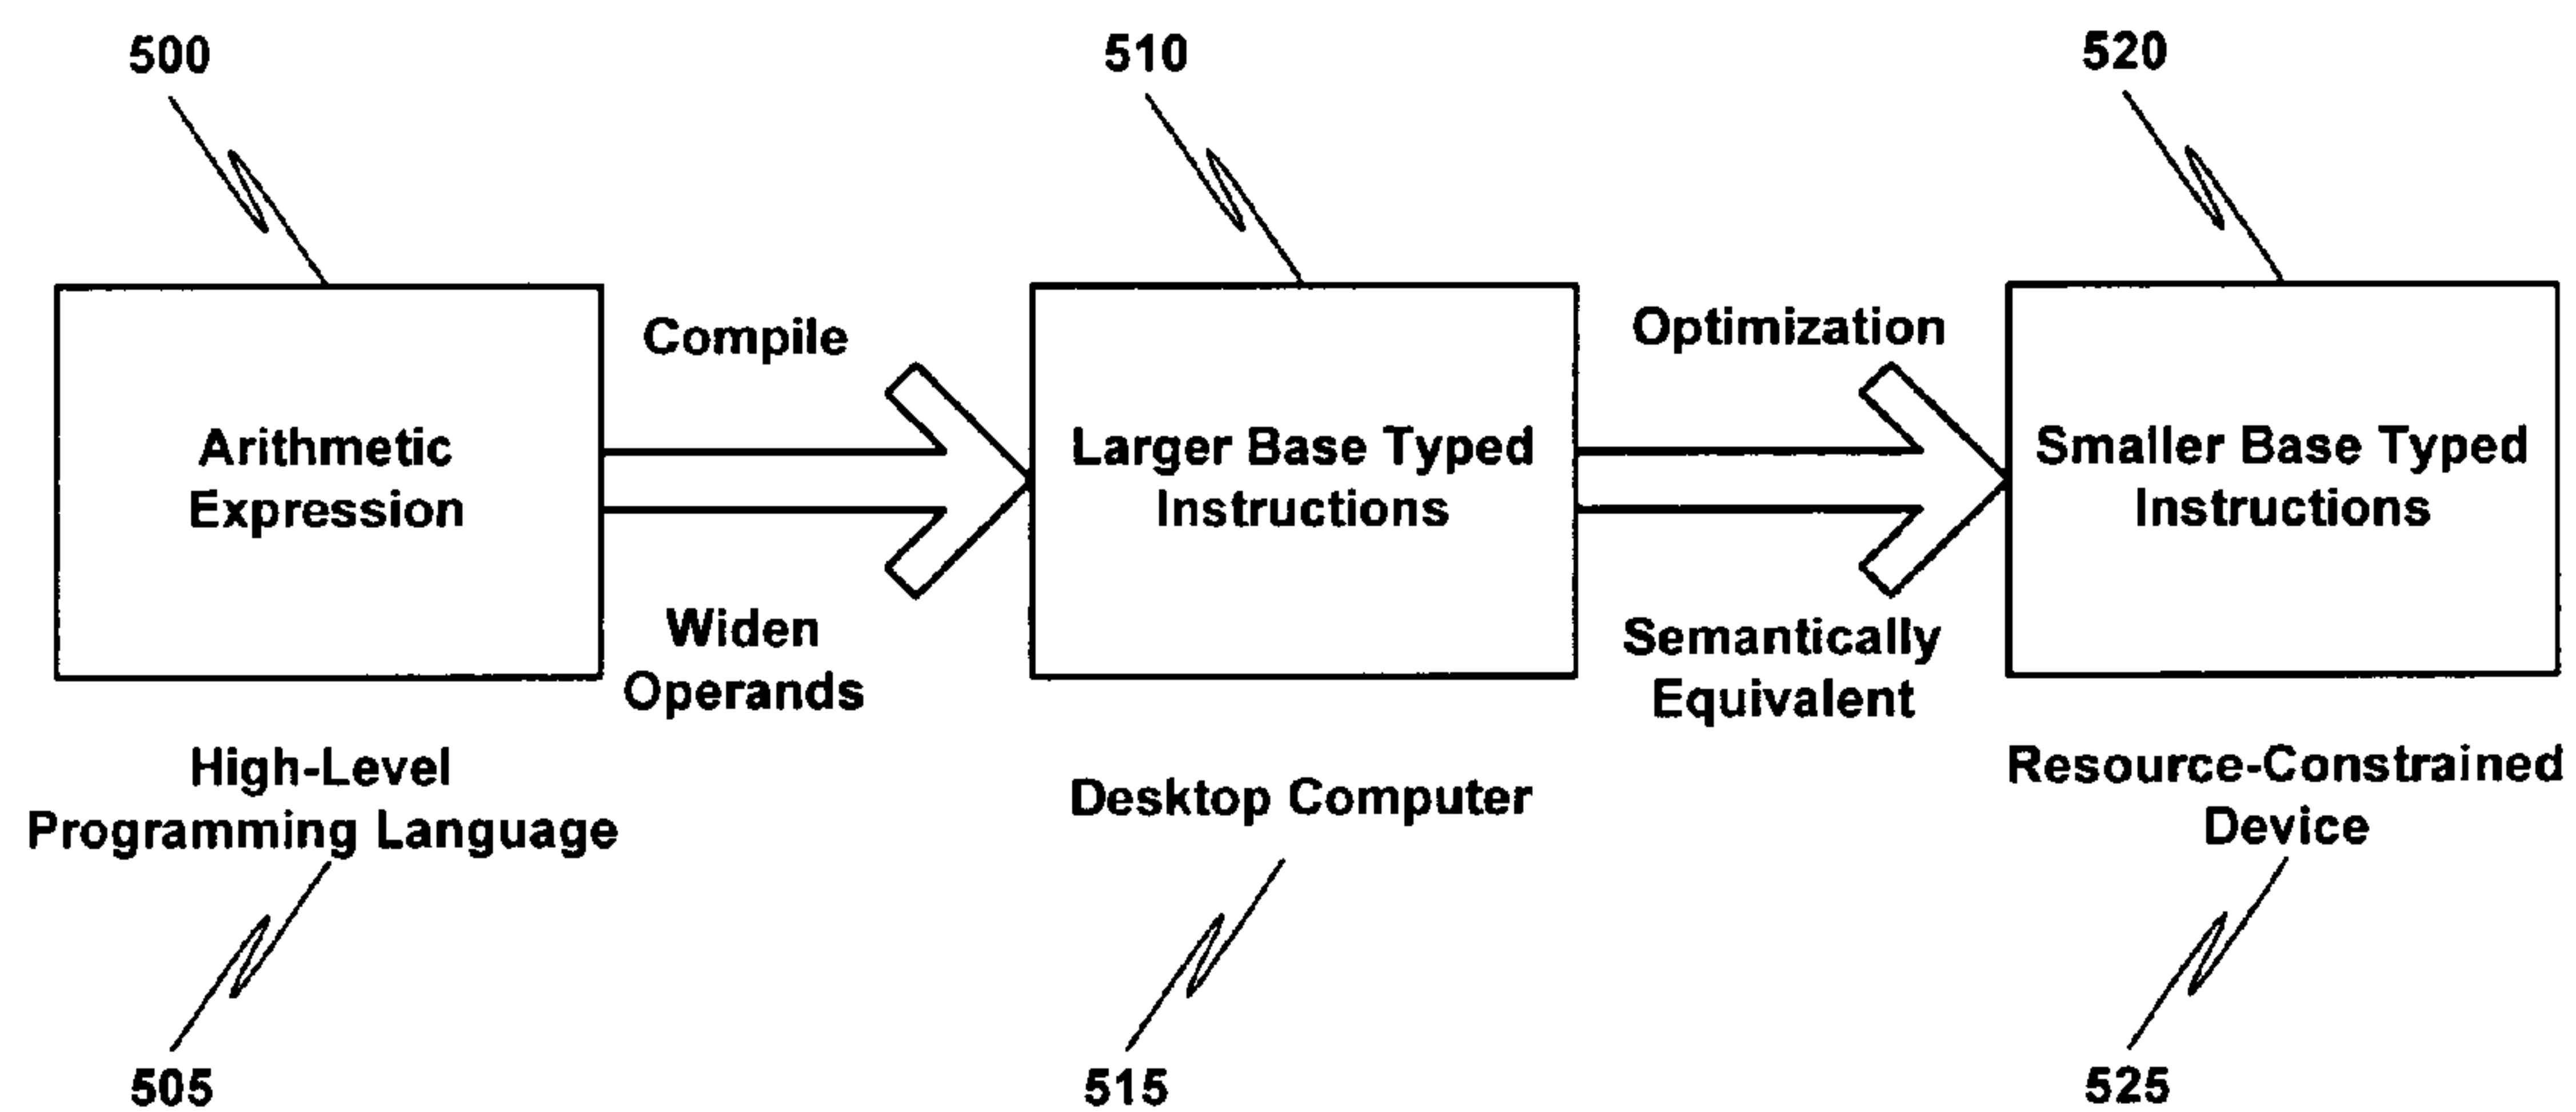 500
510
520
Compile
Optimization
Arithmetic
Expression
Larger Base Typed
Instructions
Smaller Base Typed
Instructions
Widen
Operands
Semantically
Equivalent
High-Level
Programming Language
Desktop Computer
Resource-Constrained
Device
505
515
525